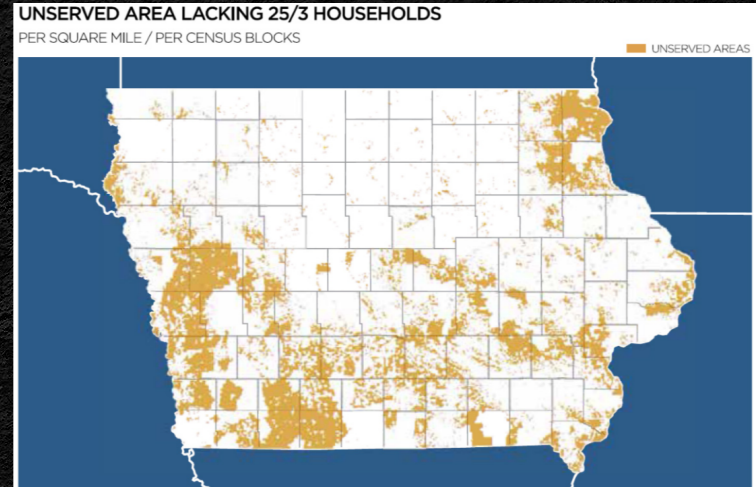 UNSERVED AREA LACKING 25/3 HOUSEHOLDS
PER SQUARE MILE / PER CENSUS BLOCKS
UNSERVED AREAS